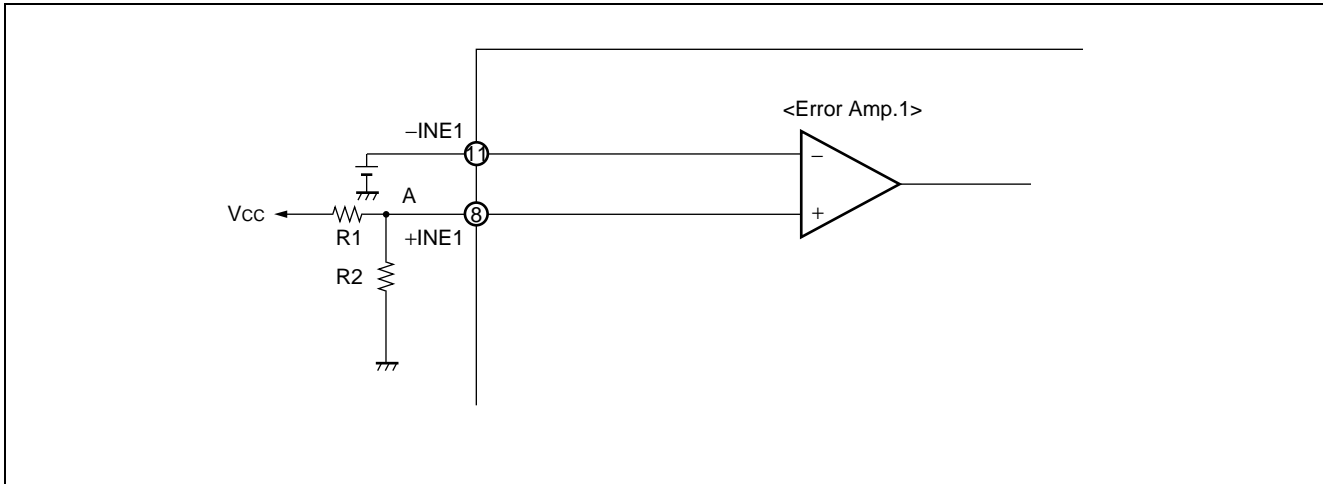 <Error Amp.1>
−INE1
11
−
A
VCC
8
+
R1
+INE1
R2